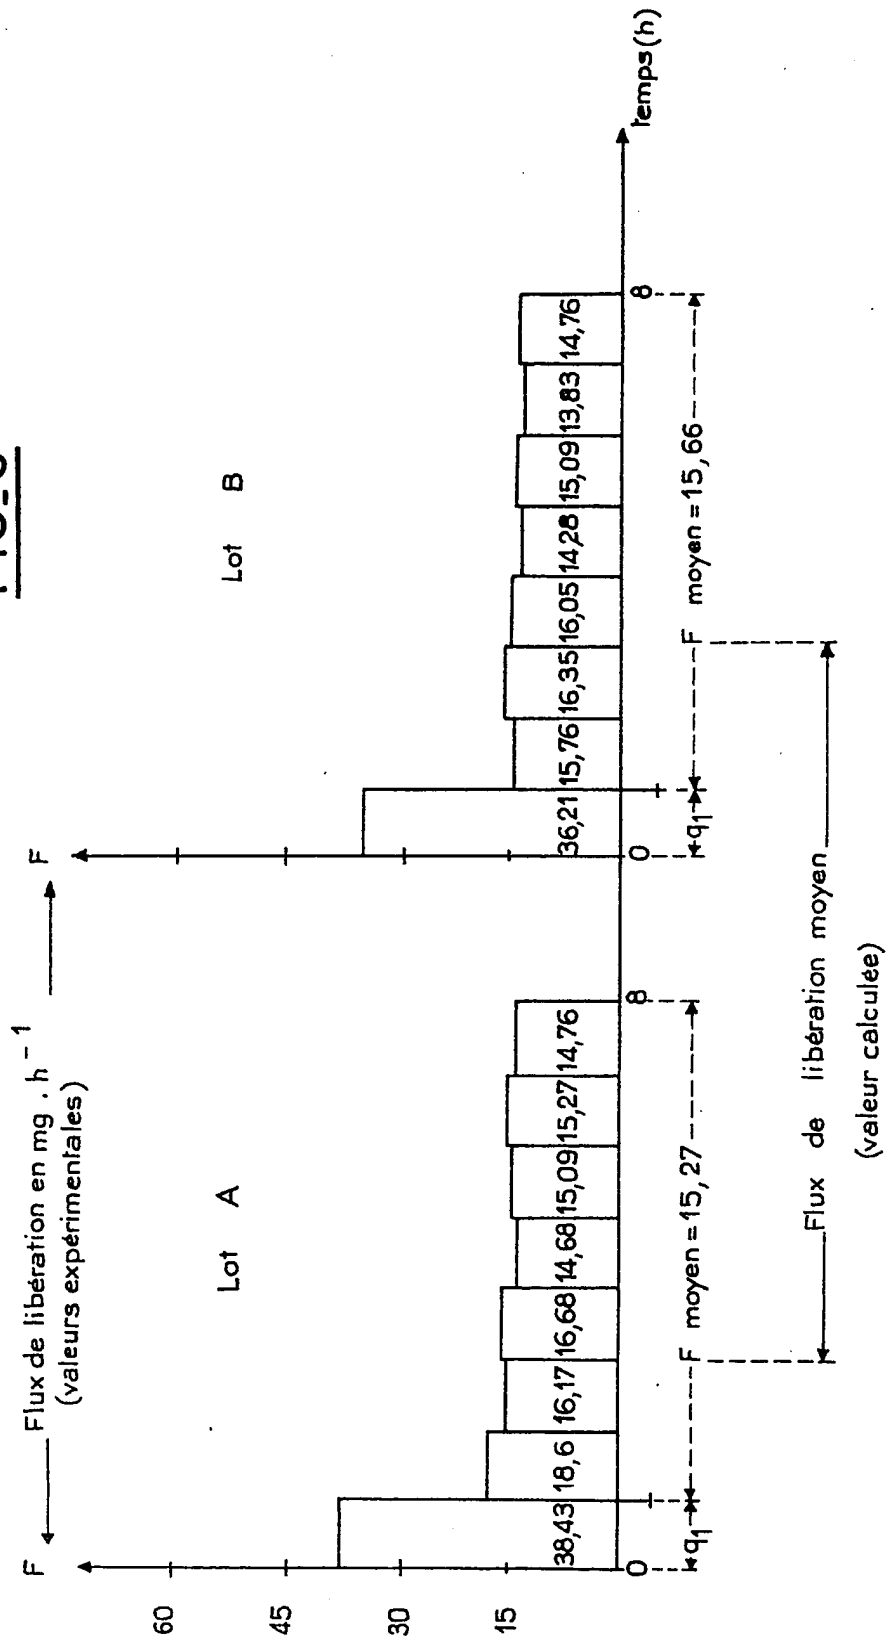 F Flux de libération en mg . h⁻¹ F
(valeurs expérimentales)
Lot A
Lot B
60
45
30
15
38,43 18,6 16,17 16,68 14,68 15,09 15,27 14,76
36,21 15,76 16,35 16,05 14,28 15,09 13,83 14,76
0 8 0 8 temps(h)
q1 F moyen = 15,27
q1 F moyen = 15,66
Flux de libération moyen
(valeur calculée)